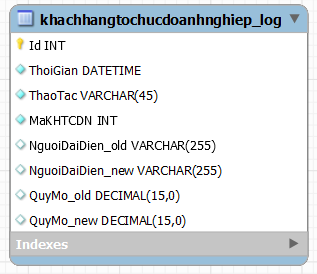 khachhangtochucdoanhnghiep_log
Id INT
ThoiGian DATETIME
ThaoTac VARCHAR(45)
MaKHTCDN INT
NguoiDaiDien_old VARCHAR(255)
NguoiDaiDien_new VARCHAR(255)
QuyMo_old DECIMAL(15,0)
QuyMo_new DECIMAL(15,0)
Indexes